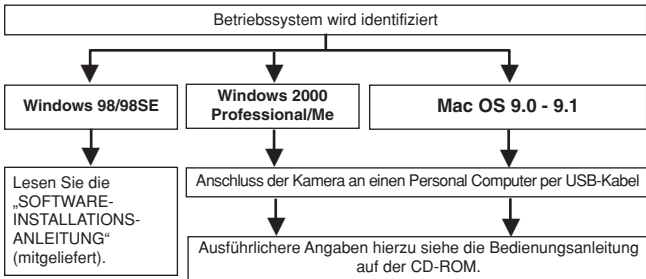 Betriebssystem wird identifiziert
Windows 98/98SE
Windows 2000
Professional/Me
Mac OS 9.0 - 9.1
Lesen Sie die
„SOFTWARE-
INSTALLATIONS-
ANLEITUNG“
(mitgeliefert).
Anschluss der Kamera an einen Personal Computer per USB-Kabel
Ausführlichere Angaben hierzu siehe die Bedienungsanleitung
auf der CD-ROM.